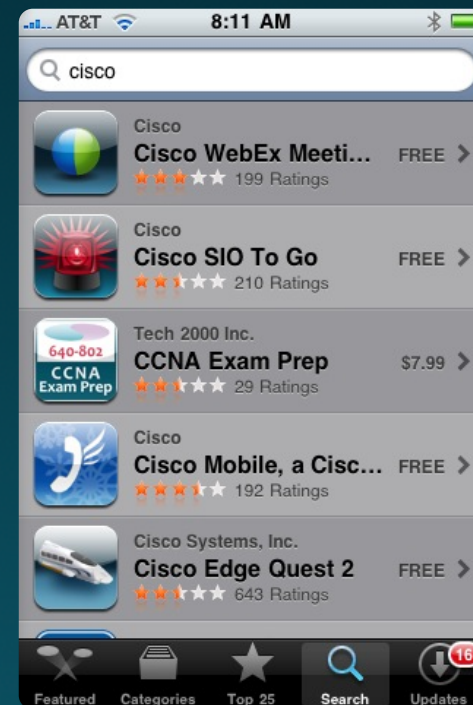 AT&T 8:11 AM
cisco
Cisco
Cisco WebEx Meeti... FREE
199 Ratings
Cisco
Cisco SIO To Go FREE
210 Ratings
640-802
CCNA
Exam Prep
Tech 2000 Inc.
CCNA Exam Prep $7.99
29 Ratings
Cisco
Cisco Mobile, a Cisc... FREE
192 Ratings
Cisco Systems, Inc.
Cisco Edge Quest 2 FREE
643 Ratings
16
Featured Categories Top 25 Search Updates